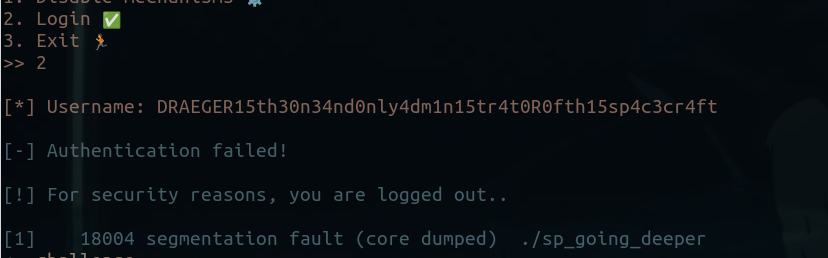 1. Disable Mechanisms ⚙
2. Login ✅
3. Exit 🏃
>> 2
[*] Username: DRAEGER15th30n34nd0nly4dm1n15tr4t0R0fth15sp4c3cr4ft
[-] Authentication failed!
[!] For security reasons, you are logged out..
[1]    18004 segmentation fault (core dumped)  ./sp_going_deeper
challenge